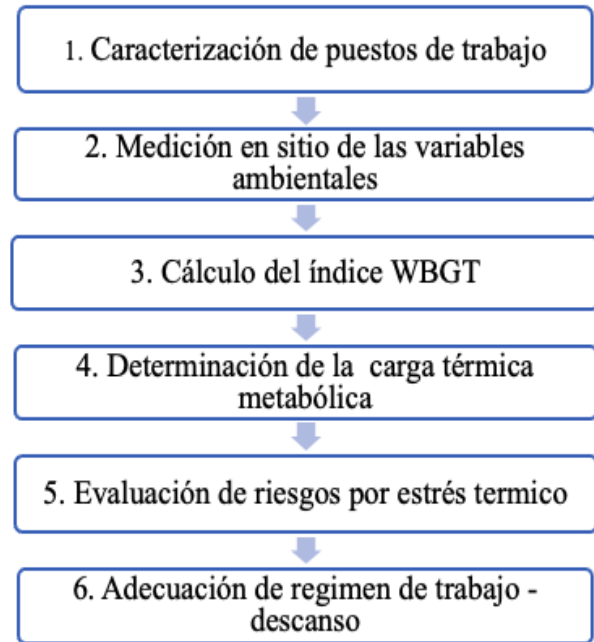 1. Caracterización de puestos de trabajo
2. Medición en sitio de las variables
ambientales
3. Cálculo del índice WBGT
4. Determinación de la carga térmica
metabólica
5. Evaluación de riesgos por estrés termico
6. Adecuación de regimen de trabajo -
descanso